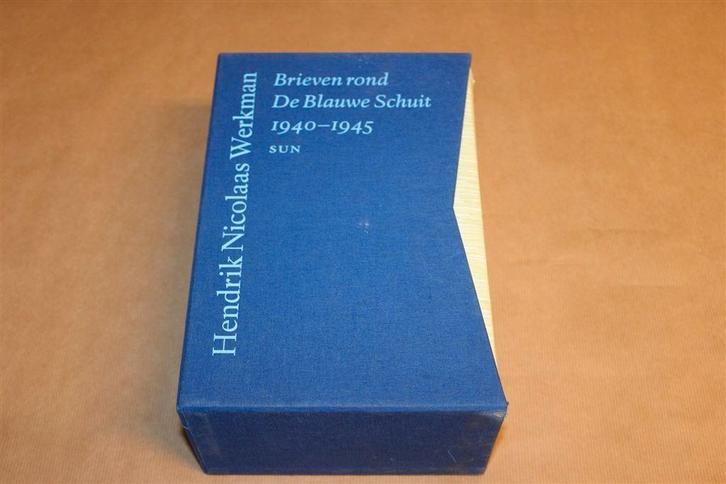 Hendrik Nicolaas Werkman
Brieven rond
De Blauwe Schuit
1940–1945
SUN